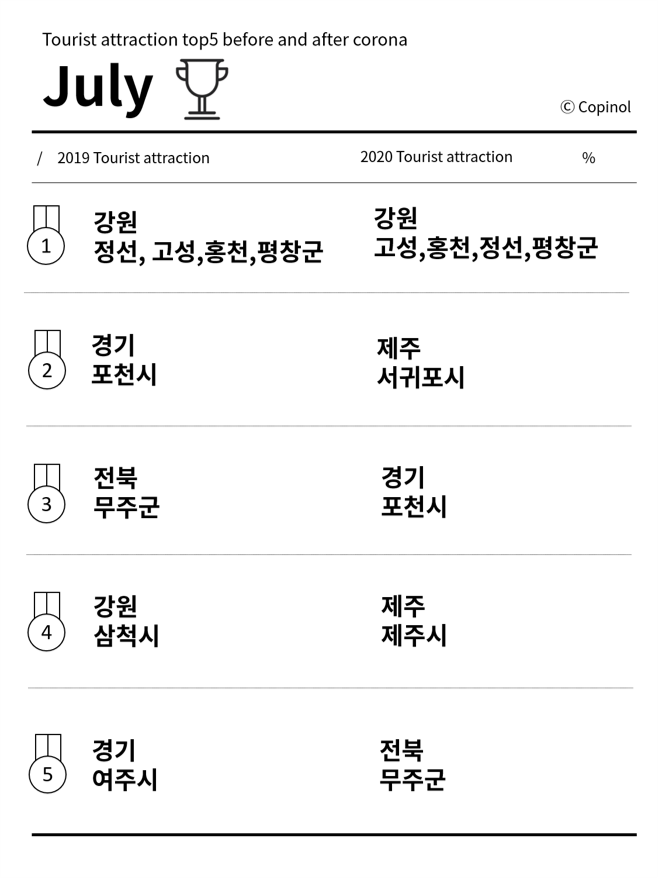 Tourist attraction top5 before and after corona
July
© Copinol
/ 2019 Tourist attraction 2020 Tourist attraction %
1
강원
정선, 고성,홍천,평창군
강원
고성,홍천,정선,평창군
2
경기
포천시
제주
서귀포시
3
전북
무주군
경기
포천시
4
강원
삼척시
제주
제주시
5
경기
여주시
전북
무주군